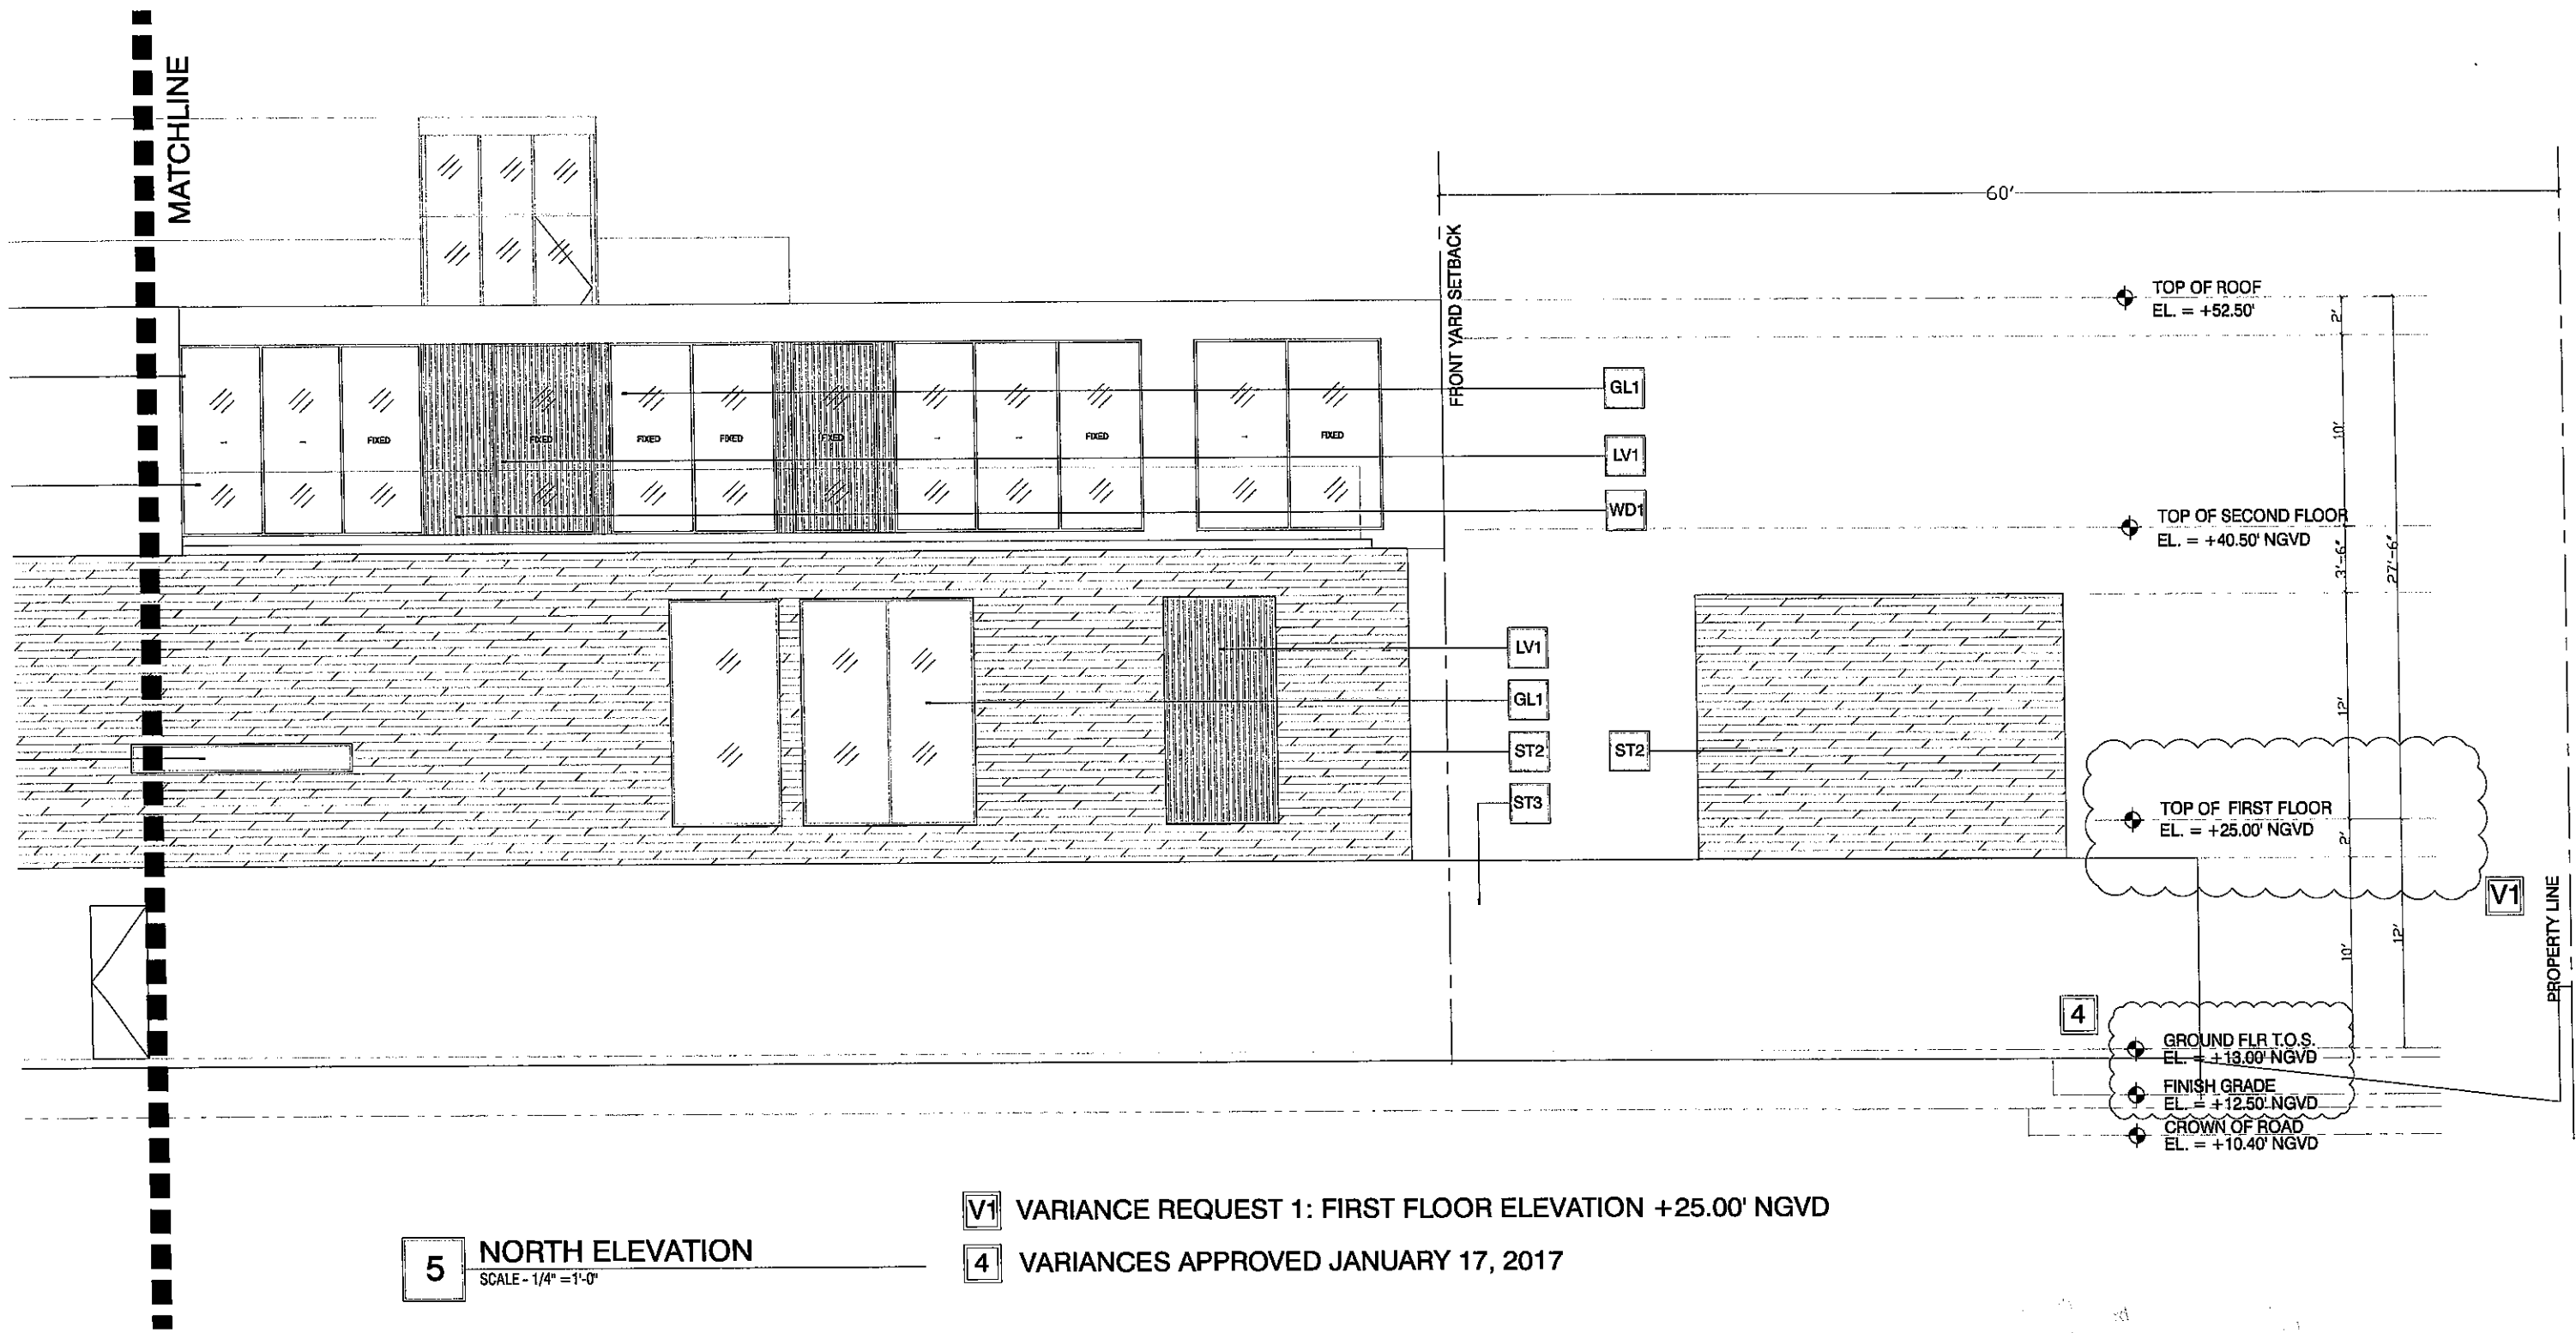 MATCHLINE
60'
FRONT YARD SETBACK
TOP OF ROOF
EL. = +52.50'
2'
GL1
10'
FIXED
FIXED
FIXED
FIXED
FIXED
FIXED
FIXED
LV1
WD1
TOP OF SECOND FLOOR
EL. = +40.50' NGVD
3'-6"
27'-6"
LV1
GL1
12'
ST2
ST2
ST3
TOP OF FIRST FLOOR
EL. = +25.00' NGVD
2'
V1
PROPERTY LINE
12'
10'
4
GROUND FLR T.O.S.
EL. = +13.00' NGVD
FINISH GRADE
EL. = +12.50' NGVD
CROWN OF ROAD
EL. = +10.40' NGVD
V1 VARIANCE REQUEST 1: FIRST FLOOR ELEVATION +25.00' NGVD
5 NORTH ELEVATION
SCALE - 1/4" = 1'-0"
4 VARIANCES APPROVED JANUARY 17, 2017